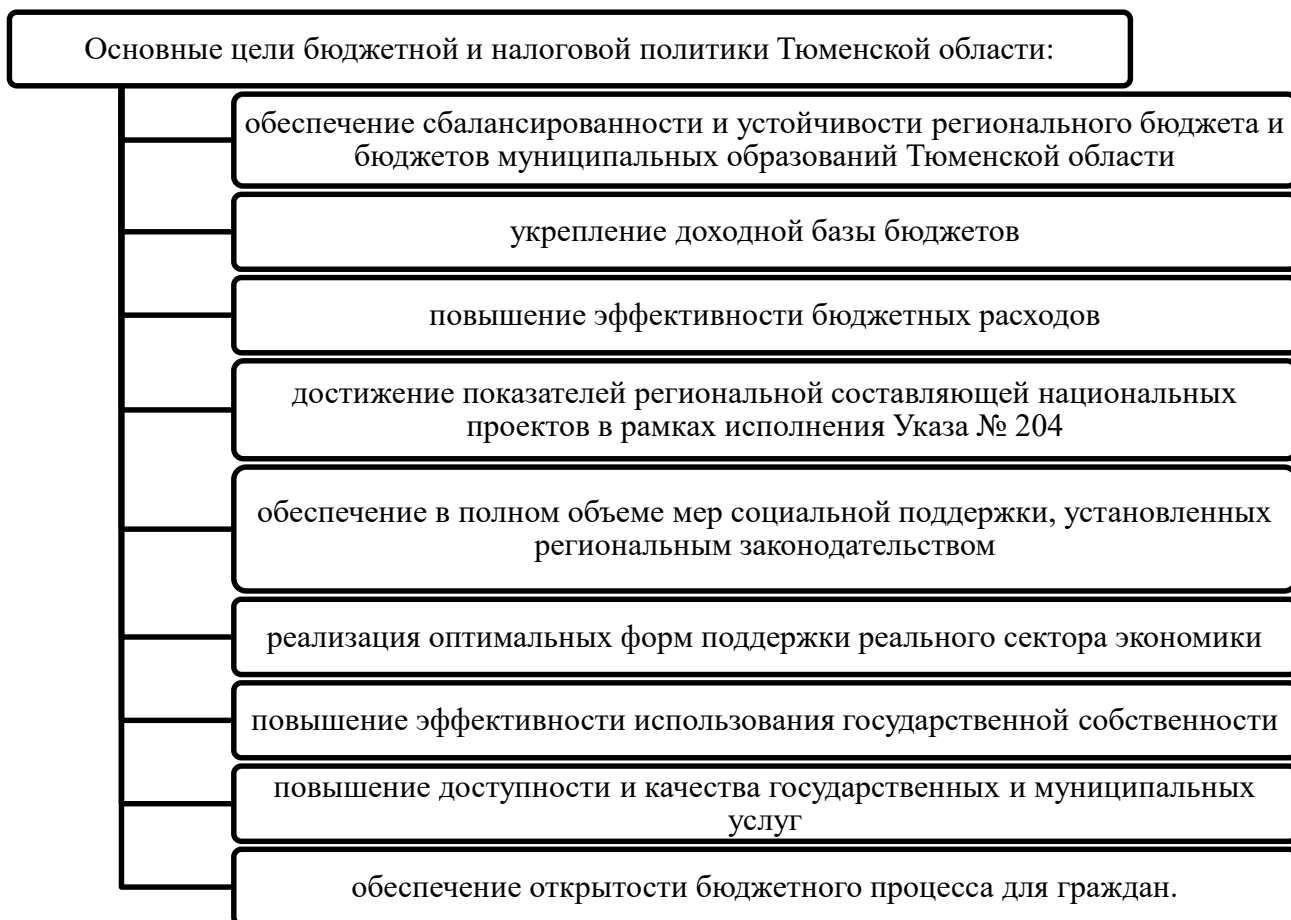 Основные цели бюджетной и налоговой политики Тюменской области:
обеспечение сбалансированности и устойчивости регионального бюджета и
бюджетов муниципальных образований Тюменской области
укрепление доходной базы бюджетов
повышение эффективности бюджетных расходов
достижение показателей региональной составляющей национальных
проектов в рамках исполнения Указа № 204
обеспечение в полном объеме мер социальной поддержки, установленных
региональным законодательством
реализация оптимальных форм поддержки реального сектора экономики
повышение эффективности использования государственной собственности
повышение доступности и качества государственных и муниципальных
услуг
обеспечение открытости бюджетного процесса для граждан.